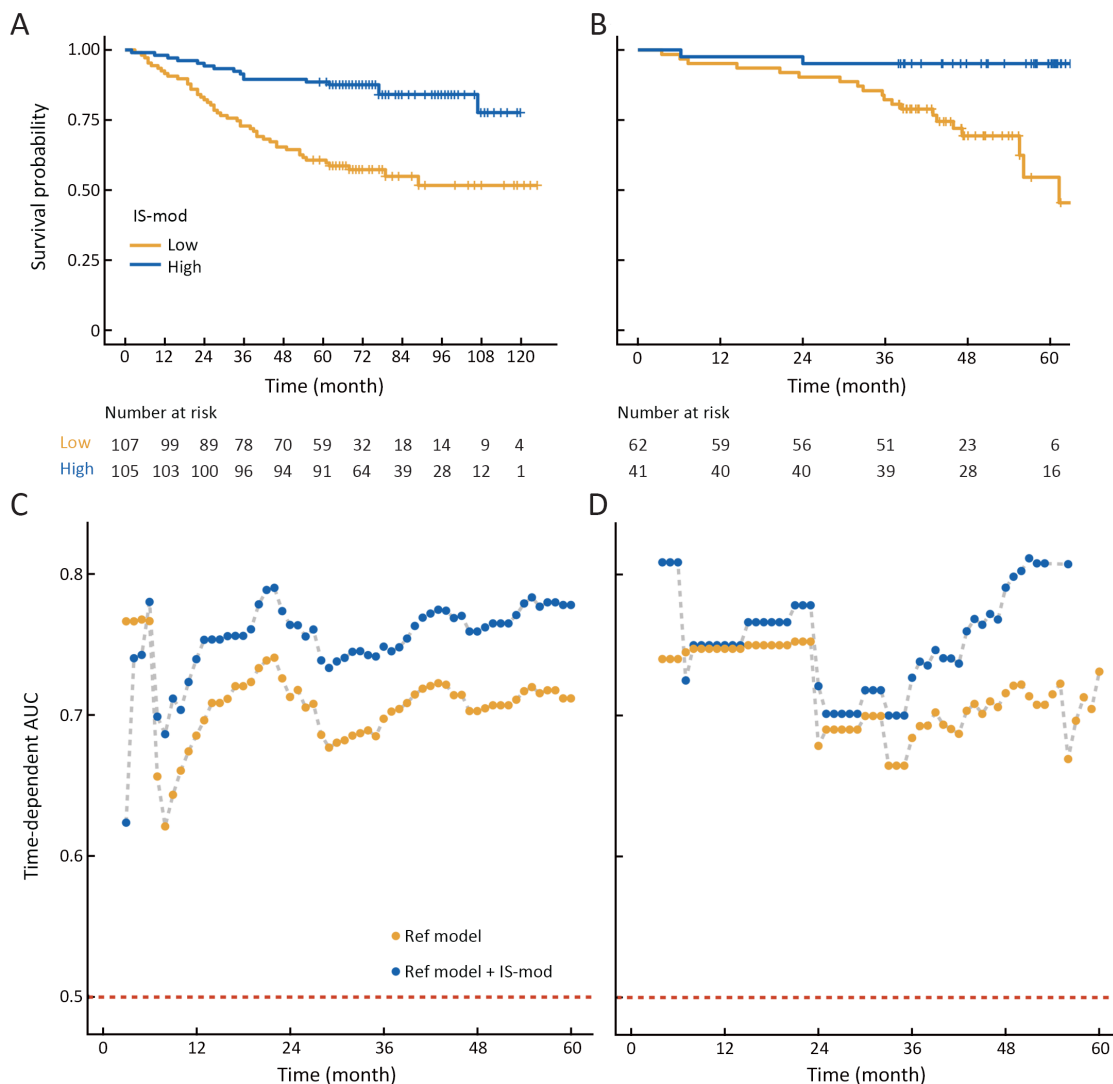 A
B
1.00
0.75
0.50
0.25
0
Survival probability
IS-mod
Low
High
0 12 24 36 48 60 72 84 96 108 120
0 12 24 36 48 60
Time (month)
Time (month)
Number at risk
Number at risk
Low 107 99 89 78 70 59 32 18 14 9 4
62 59 56 51 23 6
High 105 103 100 96 94 91 64 39 28 12 1
41 40 40 39 28 16
C
D
0.8
0.7
0.6
0.5
Time-dependent AUC
Ref model
Ref model + IS-mod
0 12 24 36 48 60
0 12 24 36 48 60
Time (month)
Time (month)